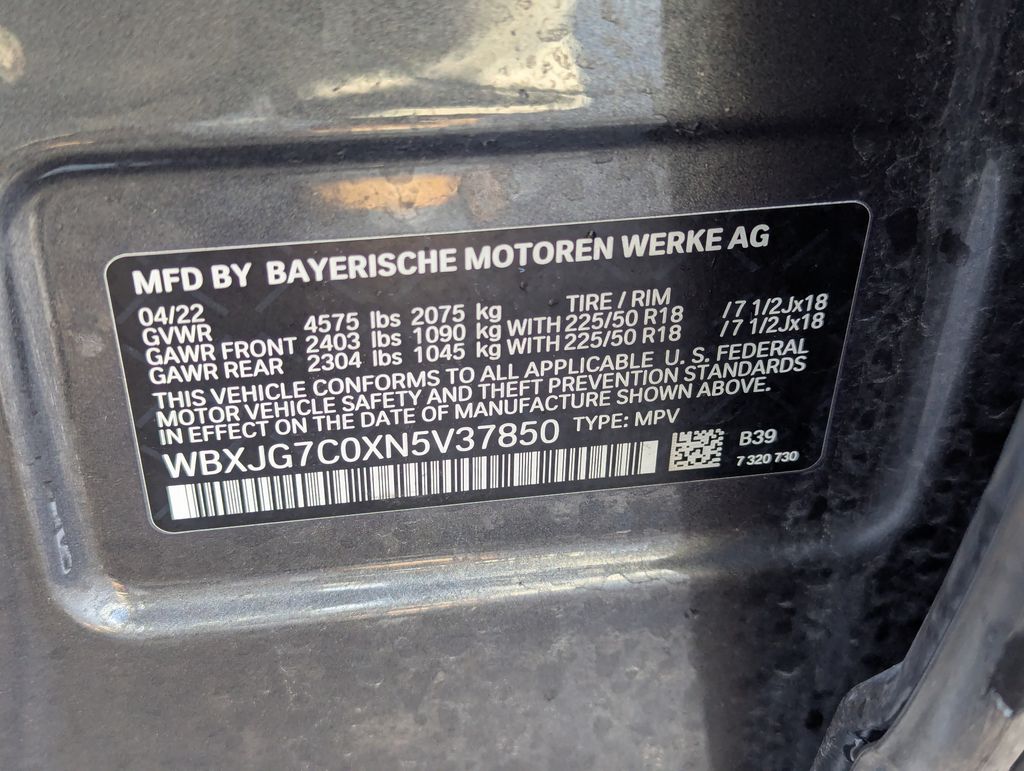 MFD BY BAYERISCHE MOTOREN WERKE AG
04/22 TIRE / RIM
GVWR 4575 lbs 2075 kg
GAWR FRONT 2403 lbs 1090 kg WITH 225/50 R18 / 7 1/2Jx18
GAWR REAR 2304 lbs 1045 kg WITH 225/50 R18 / 7 1/2Jx18
THIS VEHICLE CONFORMS TO ALL APPLICABLE U. S. FEDERAL
MOTOR VEHICLE SAFETY AND THEFT PREVENTION STANDARDS
IN EFFECT ON THE DATE OF MANUFACTURE SHOWN ABOVE.
WBXJG7C0XN5V37850 TYPE: MPV
B39
7 320 730